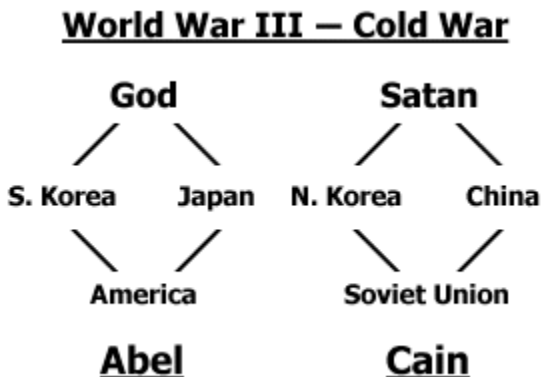 World War III — Cold War
God Satan
S. Korea Japan N. Korea China
America Soviet Union
Abel Cain